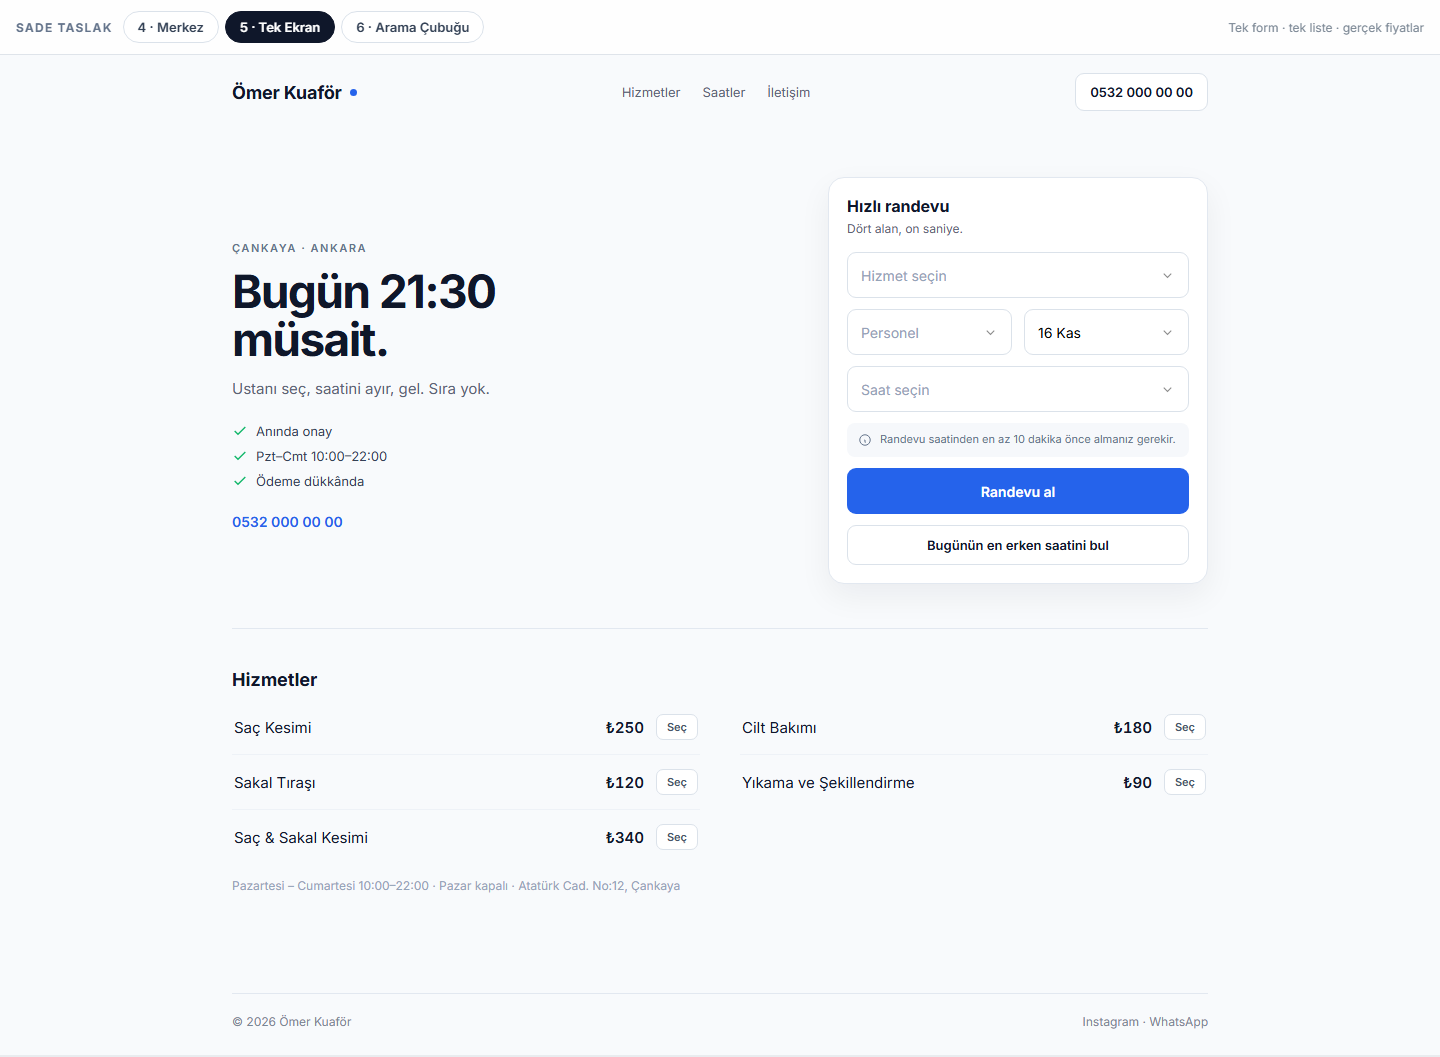 SADE TASLAK
4 · Merkez
5 · Tek Ekran
6 · Arama Çubuğu
Tek form · tek liste · gerçek fiyatlar
Ömer Kuaför
Hizmetler
Saatler
İletişim
0532 000 00 00
ÇANKAYA · ANKARA
Bugün 21:30
müsait.
Ustanı seç, saatini ayır, gel. Sıra yok.
Anında onay
Pzt–Cmt 10:00–22:00
Ödeme dükkânda
0532 000 00 00
Hızlı randevu
Dört alan, on saniye.
Hizmet seçin
Personel
16 Kas
Saat seçin
Randevu saatinden en az 10 dakika önce almanız gerekir.
Randevu al
Bugünün en erken saatini bul
Hizmetler
Saç Kesimi ₺250 Seç
Sakal Tıraşı ₺120 Seç
Saç & Sakal Kesimi ₺340 Seç
Cilt Bakımı ₺180 Seç
Yıkama ve Şekillendirme ₺90 Seç
Pazartesi – Cumartesi 10:00–22:00 · Pazar kapalı · Atatürk Cad. No:12, Çankaya
© 2026 Ömer Kuaför
Instagram · WhatsApp